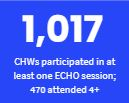 1,017
CHWs participated in at
least one ECHO session;
470 attended 4+